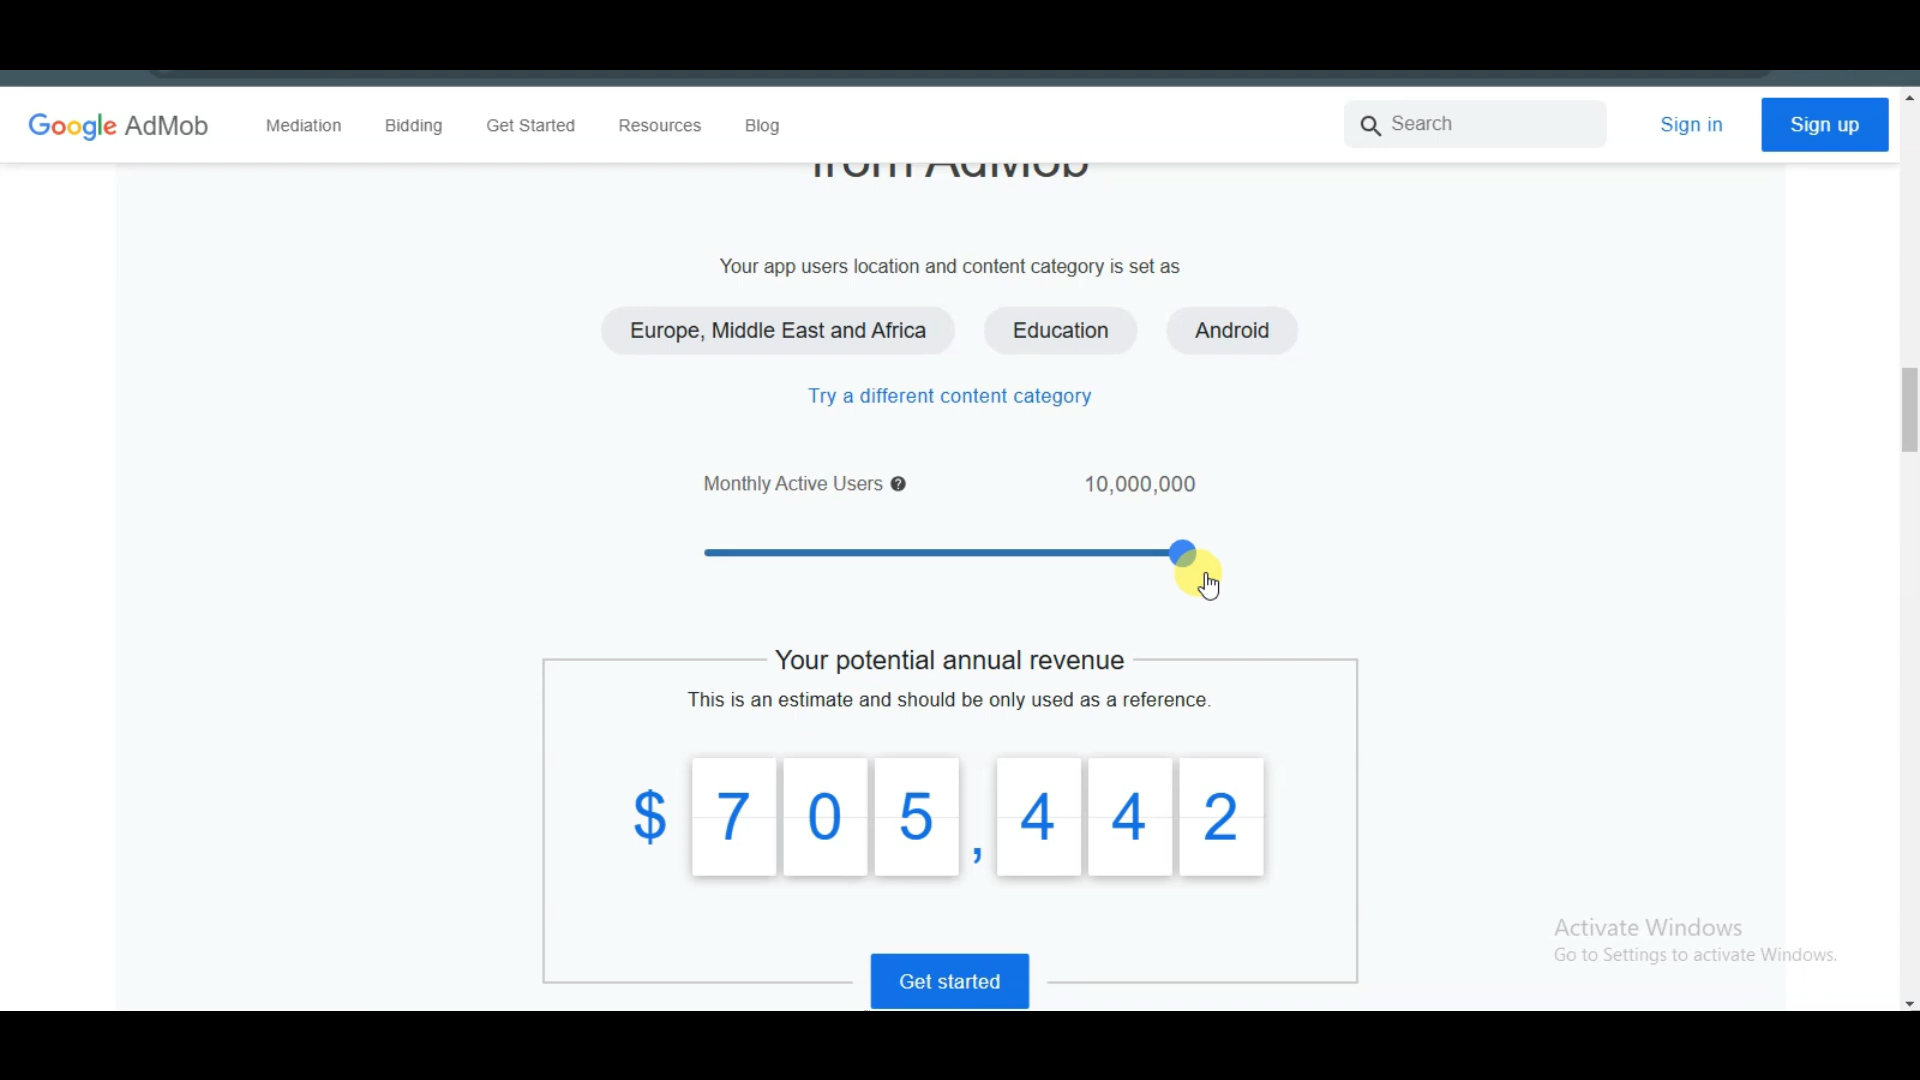 Google AdMob Mediation Bidding Get Started Resources Blog Search Sign in Sign up
from AdMob
Your app users location and content category is set as
Europe, Middle East and Africa Education Android
Try a different content category
Monthly Active Users ? 10,000,000
Your potential annual revenue
This is an estimate and should be only used as a reference.
$ 705,442
Get started
Activate Windows
Go to Settings to activate Windows.